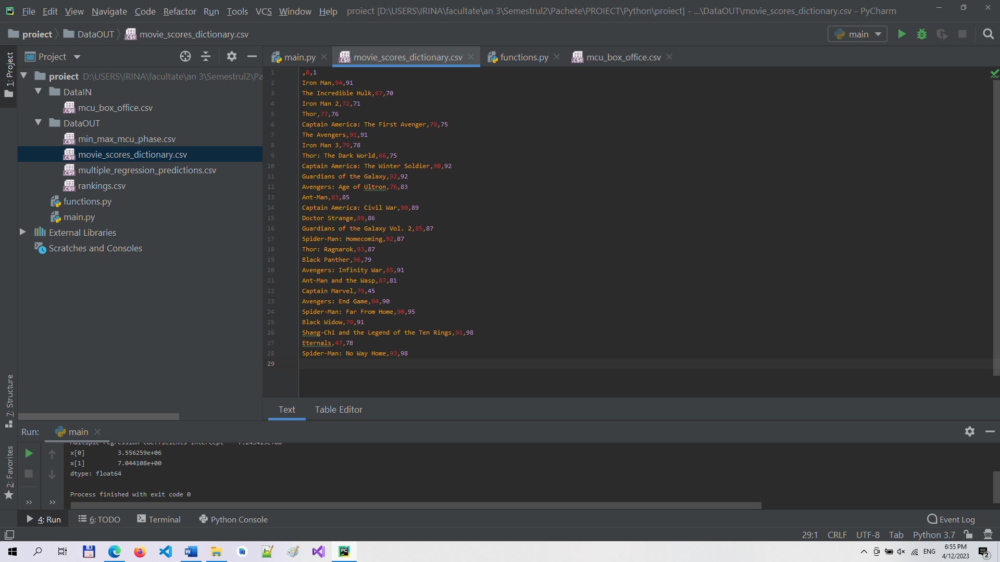 File Edit View Navigate Code Refactor Run Tools VCS Window Help proiect [D:\USERS\IRINA\facultate\an 3\Semestrul2\Pachete\PROIECT\Python\proiect] - ...\DataOUT\movie_scores_dictionary.csv - PyCharm
proiect DataOUT movie_scores_dictionary.csv main
1: Project
Project
main.py movie_scores_dictionary.csv functions.py mcu_box_office.csv
proiect D:\USERS\IRINA\facultate\an 3\Semestrul2\Pa
DataIN
mcu_box_office.csv
DataOUT
min_max_mcu_phase.csv
movie_scores_dictionary.csv
multiple_regression_predictions.csv
rankings.csv
functions.py
main.py
External Libraries
Scratches and Consoles
1 ,0,1
2 Iron Man,94,91
3 The Incredible Hulk,67,70
4 Iron Man 2,72,71
5 Thor,77,76
6 Captain America: The First Avenger,79,75
7 The Avengers,91,91
8 Iron Man 3,79,78
9 Thor: The Dark World,66,75
10 Captain America: The Winter Soldier,90,92
11 Guardians of the Galaxy,92,92
12 Avengers: Age of Ultron,76,83
13 Ant-Man,83,85
14 Captain America: Civil War,90,89
15 Doctor Strange,89,86
16 Guardians of the Galaxy Vol. 2,85,87
17 Spider-Man: Homecoming,92,87
18 Thor: Ragnarok,93,87
19 Black Panther,96,79
20 Avengers: Infinity War,85,91
21 Ant-Man and the Wasp,87,81
22 Captain Marvel,79,45
23 Avengers: End Game,94,90
24 Spider-Man: Far From Home,90,95
25 Black Widow,79,91
26 Shang-Chi and the Legend of the Ten Rings,91,98
27 Eternals,47,78
28 Spider-Man: No Way Home,93,98
29
Text Table Editor
7: Structure
2: Favorites
Run: main
Multiple regression coefficients intercept
x[0] 3.556259e+06
x[1] 7.044108e+00
dtype: float64
Process finished with exit code 0
4: Run 6: TODO Terminal Python Console Event Log
29:1 CRLF UTF-8 Tab Python 3.7
ENG 6:55 PM
4/12/2023 2